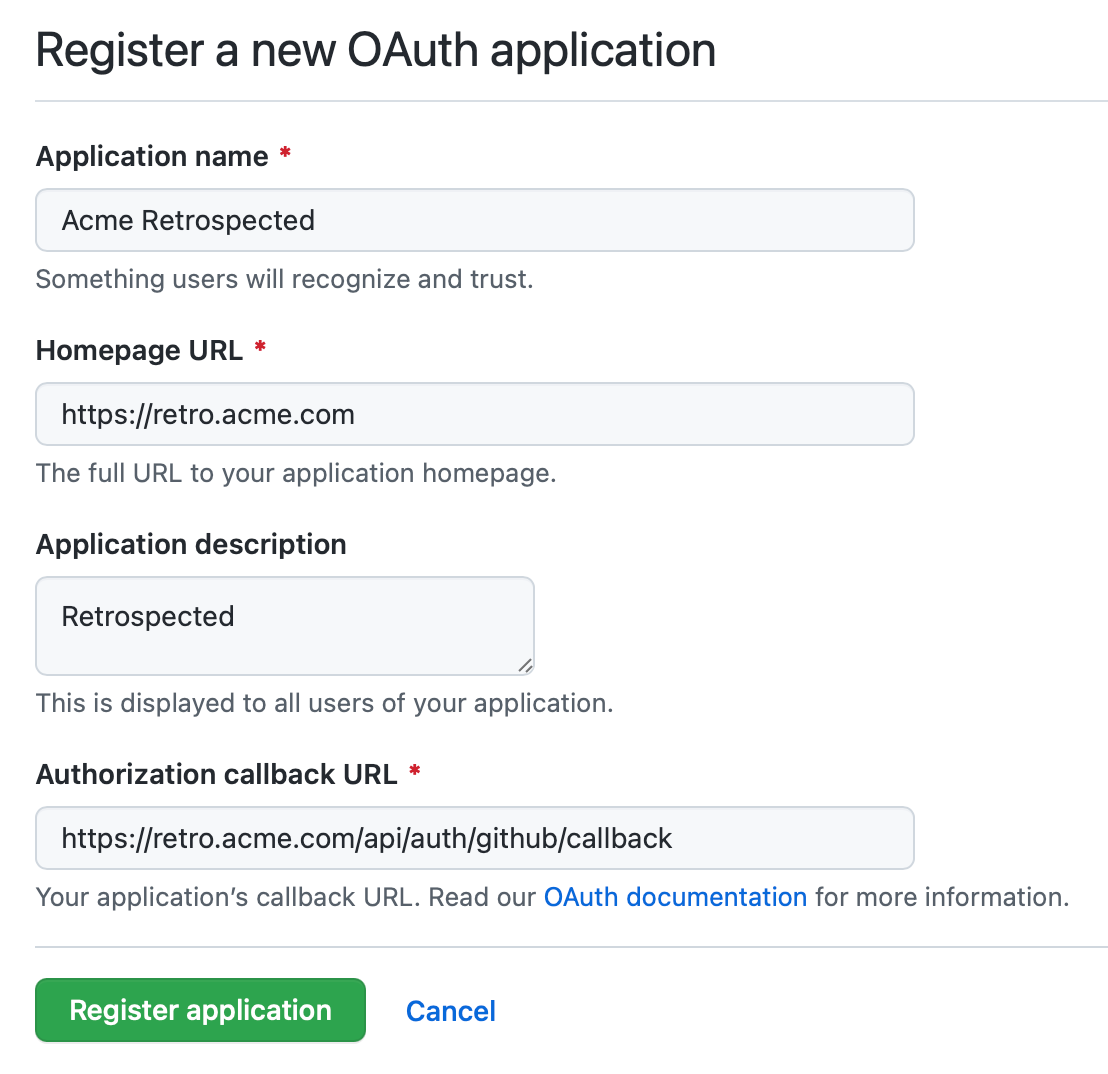 Register a new OAuth application
Application name *
Acme Retrospected
Something users will recognize and trust.
Homepage URL *
https://retro.acme.com
The full URL to your application homepage.
Application description
Retrospected
This is displayed to all users of your application.
Authorization callback URL *
https://retro.acme.com/api/auth/github/callback
Your application’s callback URL. Read our OAuth documentation for more information.
Register application Cancel